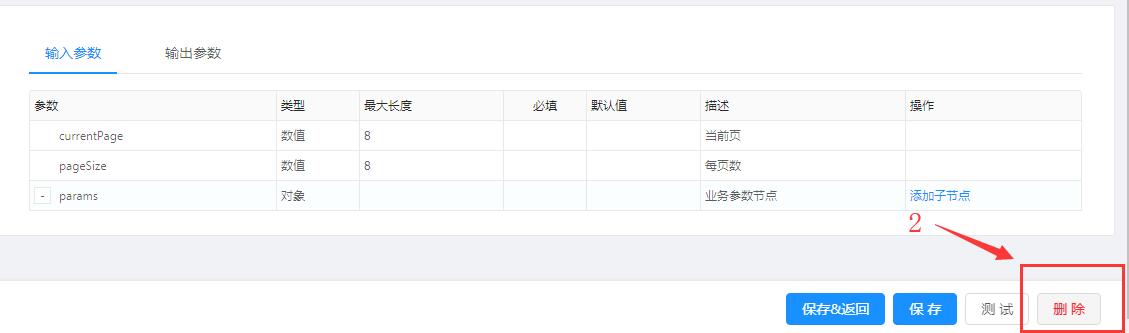 输入参数 输出参数
参数 类型 最大长度 必填 默认值 描述 操作
currentPage 数值 8 当前页
pageSize 数值 8 每页数
- params 对象 业务参数节点 添加子节点
2
保存&返回 保 存 测 试 删 除